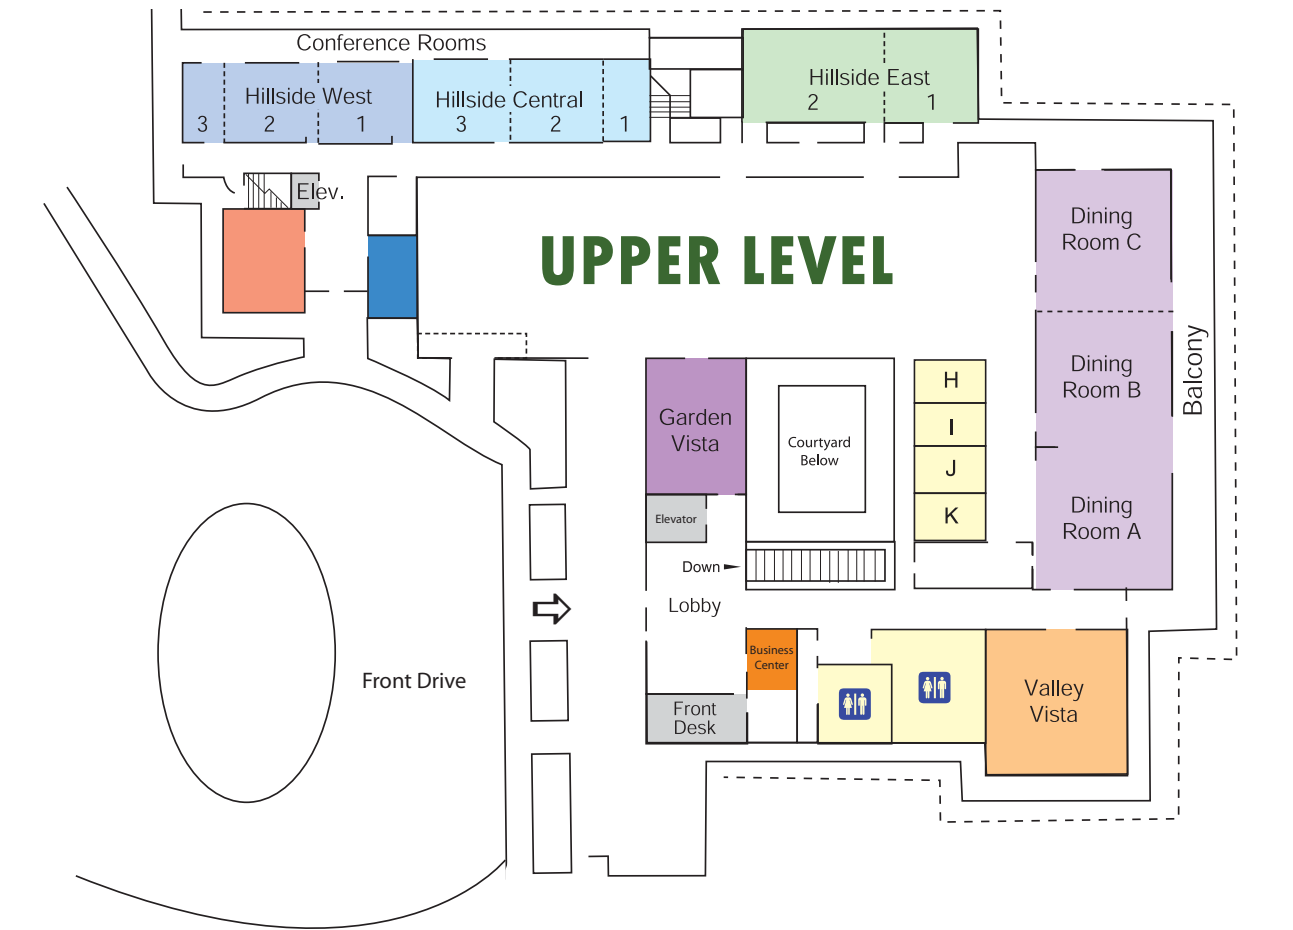 Conference Rooms
Hillside West
3 2 1
Hillside Central
3 2 1
Hillside East
2 1
Elev.
UPPER LEVEL
Dining
Room C
Dining
Room B
Dining
Room A
Balcony
Garden
Vista
Courtyard
Below
H
I
J
K
Elevator
Down
Lobby
Business
Center
Front Drive
Front
Desk
Valley
Vista